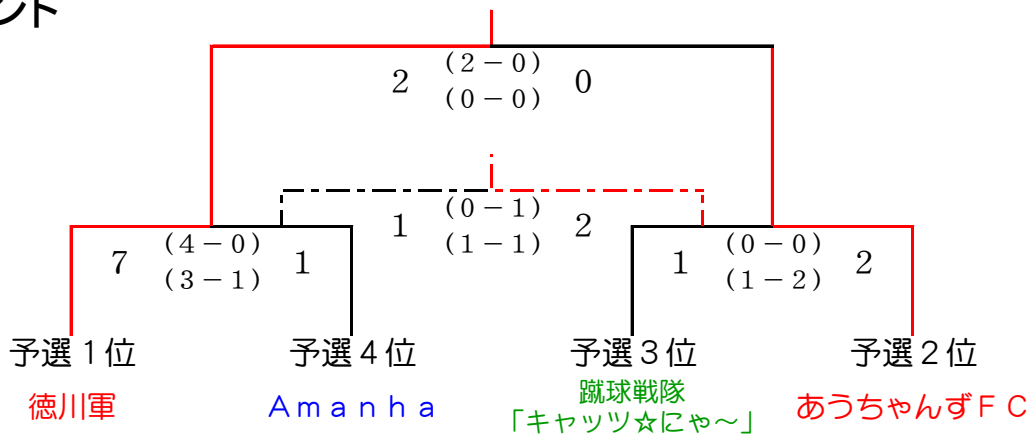 ント
2 (2-0) 0
(0-0)
1 (0-1) 2
(1-1)
7 (4-0) 1
(3-1)
1 (0-0) 2
(1-2)
予選1位 予選4位 予選3位 予選2位
徳川軍 Ａｍａｎｈａ 蹴球戦隊
「キャッツ☆にゃ～」 あうちゃんずＦＣ